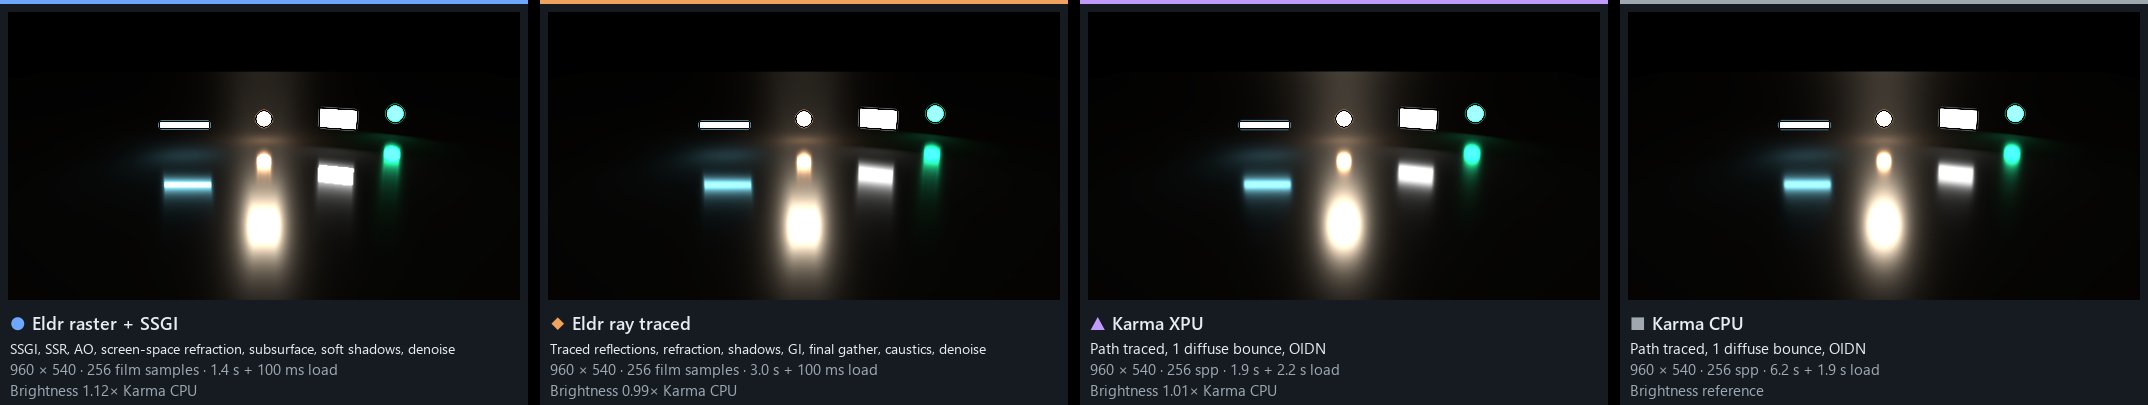 Eldr raster + SSGI
SSGI, SSR, AO, screen-space refraction, subsurface, soft shadows, denoise
960 × 540 · 256 film samples · 1.4 s + 100 ms load
Brightness 1.12× Karma CPU
Eldr ray traced
Traced reflections, refraction, shadows, GI, final gather, caustics, denoise
960 × 540 · 256 film samples · 3.0 s + 100 ms load
Brightness 0.99× Karma CPU
Karma XPU
Path traced, 1 diffuse bounce, OIDN
960 × 540 · 256 spp · 1.9 s + 2.2 s load
Brightness 1.01× Karma CPU
Karma CPU
Path traced, 1 diffuse bounce, OIDN
960 × 540 · 256 spp · 6.2 s + 1.9 s load
Brightness reference